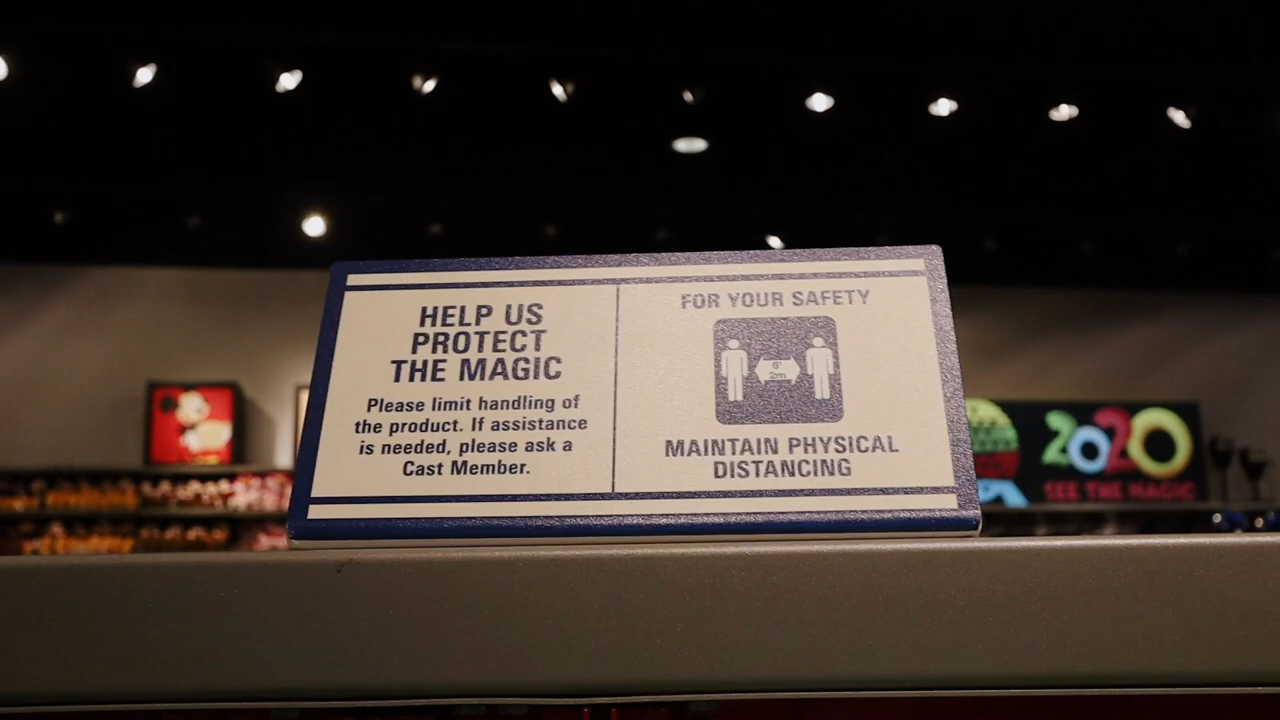 HELP US
PROTECT
THE MAGIC
Please limit handling of
the product. If assistance
is needed, please ask a
Cast Member.
FOR YOUR SAFETY
6'
2m
MAINTAIN PHYSICAL
DISTANCING
2020
SEE THE MAGIC